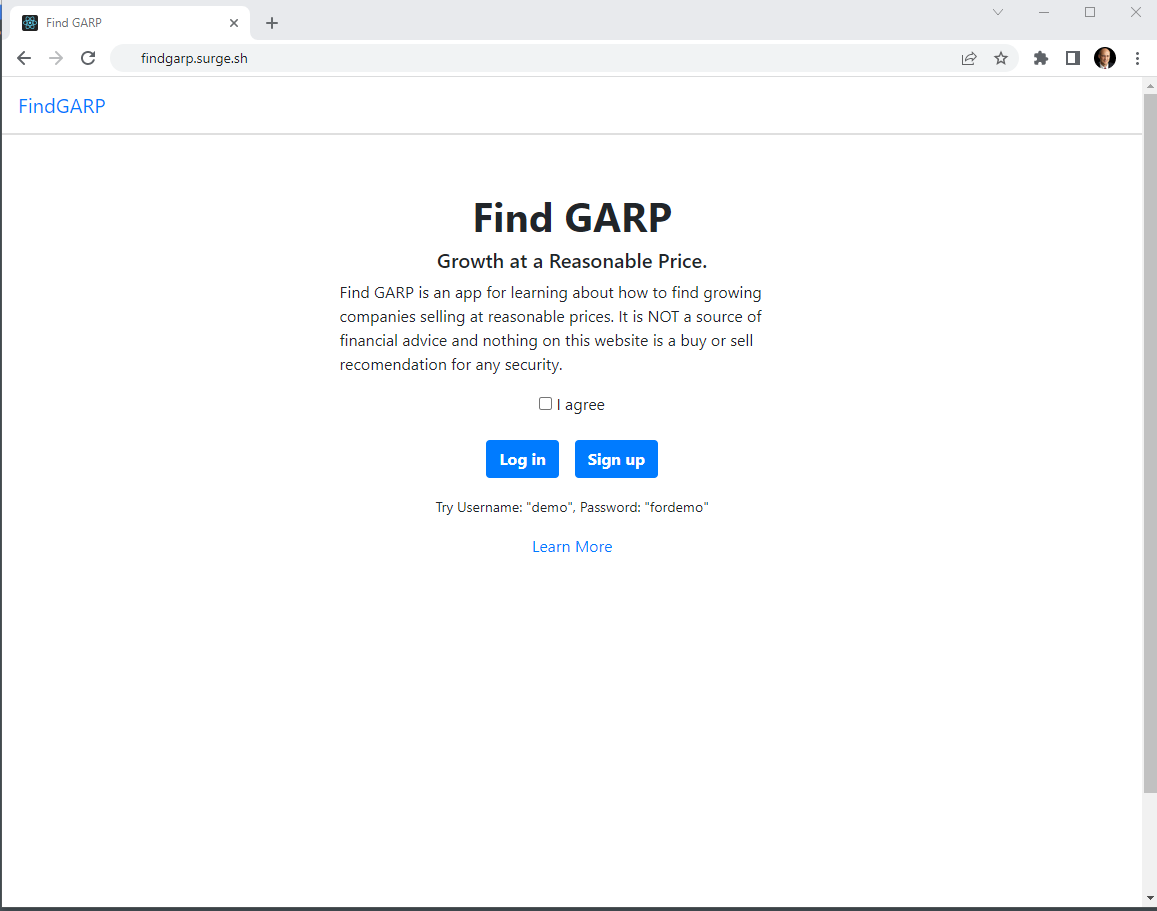 Find GARP
findgarp.surge.sh
FindGARP
Find GARP
Growth at a Reasonable Price.
Find GARP is an app for learning about how to find growing
companies selling at reasonable prices. It is NOT a source of
financial advice and nothing on this website is a buy or sell
recomendation for any security.
I agree
Log in Sign up
Try Username: "demo", Password: "fordemo"
Learn More